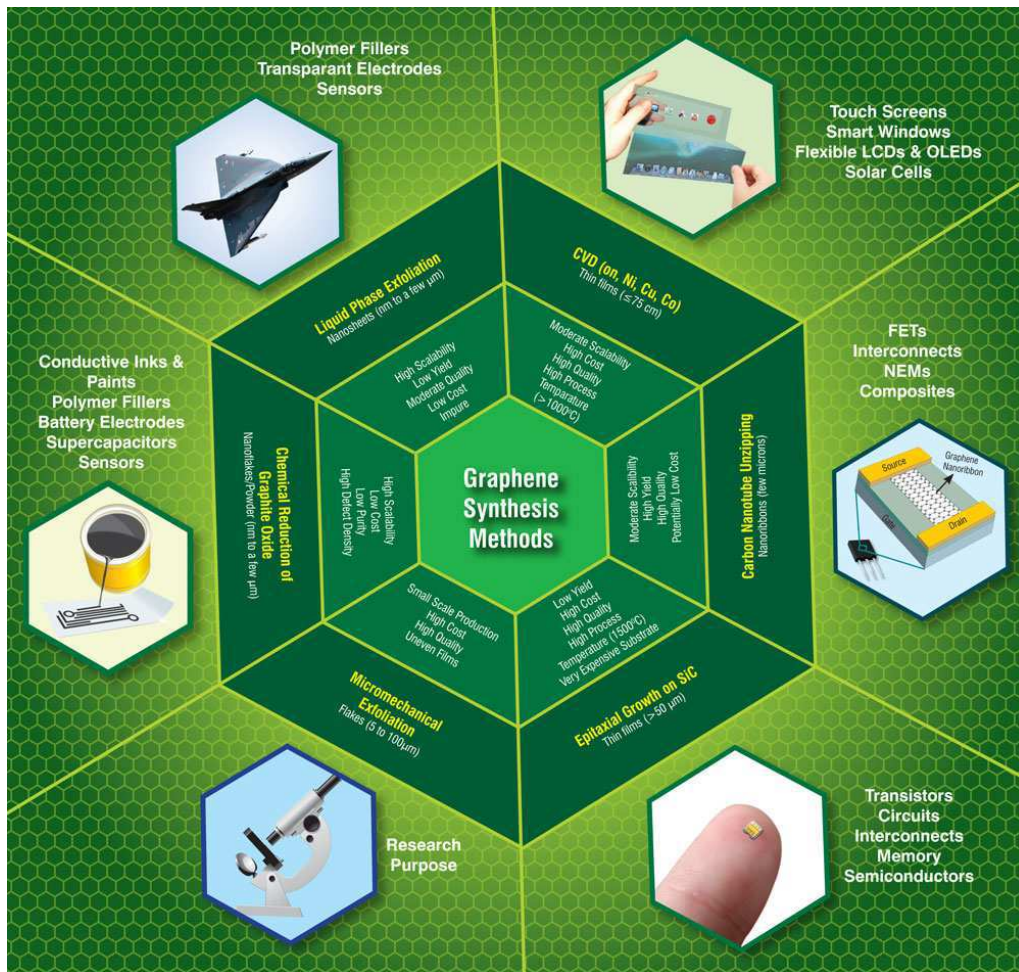 Polymer Fillers
Transparant Electrodes
Sensors
Touch Screens
Smart Windows
Flexible LCDs & OLEDs
Solar Cells
Liquid Phase Exfoliation
Nanosheets (nm to a few µm)
CVD (on, Ni, Cu, Co)
Thin films (≤75 cm)
High Scalability
Low Yield
Moderate Quality
Low Cost
Impure
Moderate Scalability
High Cost
High Quality
High Process
Temparature
(>1000ºC)
FETs
Interconnects
NEMs
Composites
Conductive Inks &
Paints
Polymer Fillers
Battery Electrodes
Supercapacitors
Sensors
Chemical Reduction of
Graphite Oxide
Nanoflakes/Powder (nm to a few µm)
High Scalability
Low Cost
Low Purity
High Defect Density
Graphene
Synthesis
Methods
Moderate Scalbility
High Yield
High Quality
Potentially Low Cost
Carbon Nanotube Unzipping
Nanoribbons (few microns)
Source
Graphene
Nanoribbon
Gate
Drain
Small Scale Production
High Cost
High Quality
Uneven Films
Low Yield
High Cost
High Quality
High Process
Temperature (1500ºC)
Very Expensive Substrate
Micromechanical
Exfoliation
Flakes (5 to 100µm)
Epitaxial Growth on SiC
Thin films (>50 µm)
Research
Purpose
Transistors
Circuits
Interconnects
Memory
Semiconductors